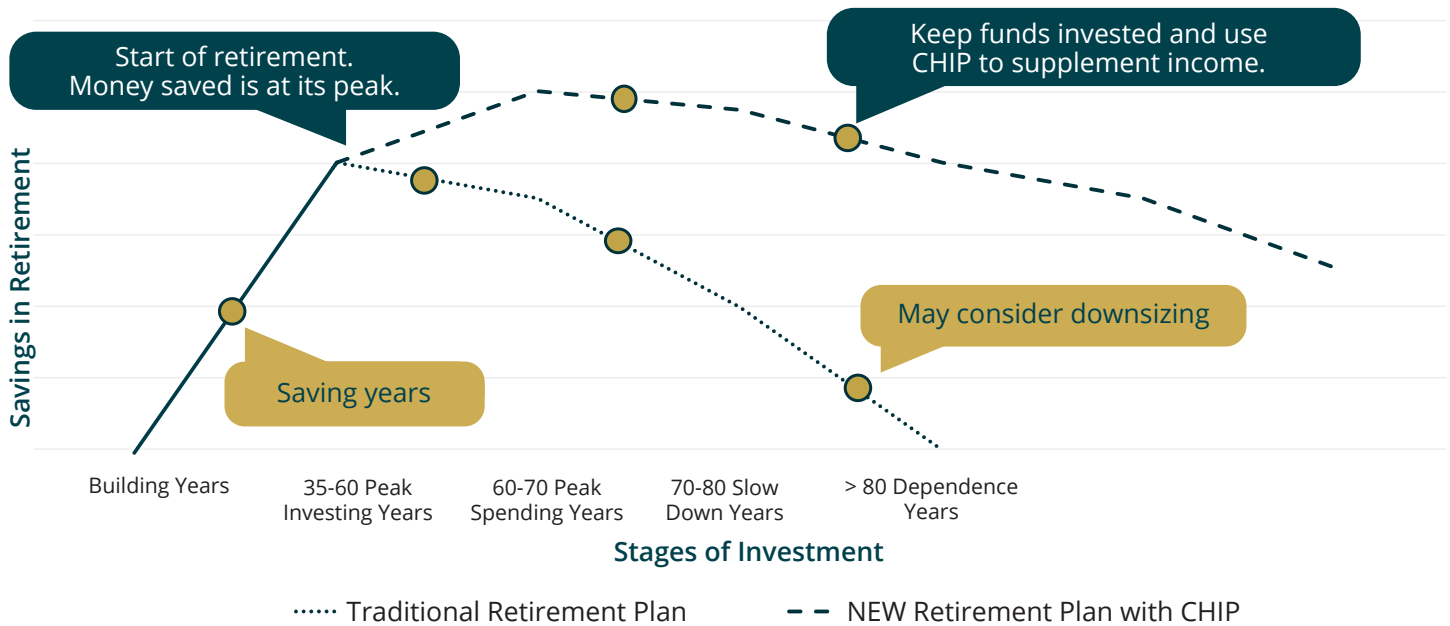 Start of retirement.
Money saved is at its peak.
Keep funds invested and use
CHIP to supplement income.
Savings in Retirement
May consider downsizing
Saving years
Building Years
35-60 Peak
Investing Years
60-70 Peak
Spending Years
70-80 Slow
Down Years
> 80 Dependence
Years
Stages of Investment
Traditional Retirement Plan
NEW Retirement Plan with CHIP